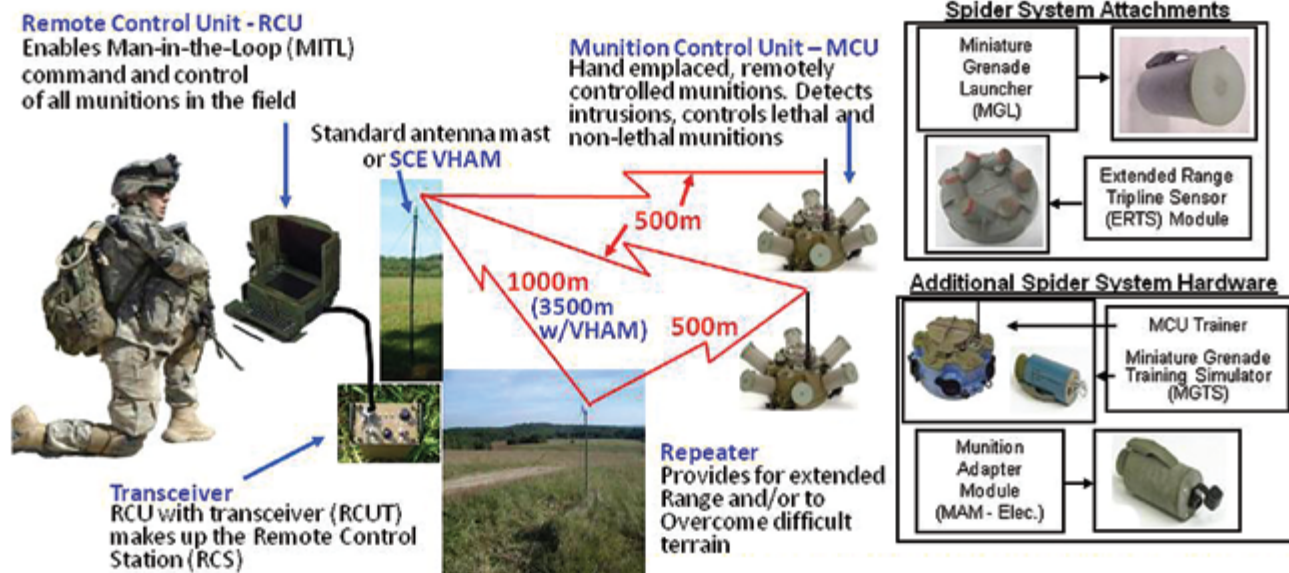 Remote Control Unit - RCU
Enables Man-in-the-Loop (MITL)
command and control
of all munitions in the field
Standard antenna mast
or SCE VHAM
Munition Control Unit – MCU
Hand emplaced, remotely
controlled munitions. Detects
intrusions, controls lethal and
non-lethal munitions
500m
1000m
(3500m
w/VHAM)
500m
Transceiver
RCU with transceiver (RCUT)
makes up the Remote Control
Station (RCS)
Repeater
Provides for extended
Range and/or to
Overcome difficult
terrain
Spider System Attachments
Miniature
Grenade
Launcher
(MGL)
Extended Range
Tripline Sensor
(ERTS) Module
Additional Spider System Hardware
MCU Trainer
Miniature Grenade
Training Simulator
(MGTS)
Munition
Adapter
Module
(MAM - Elec.)